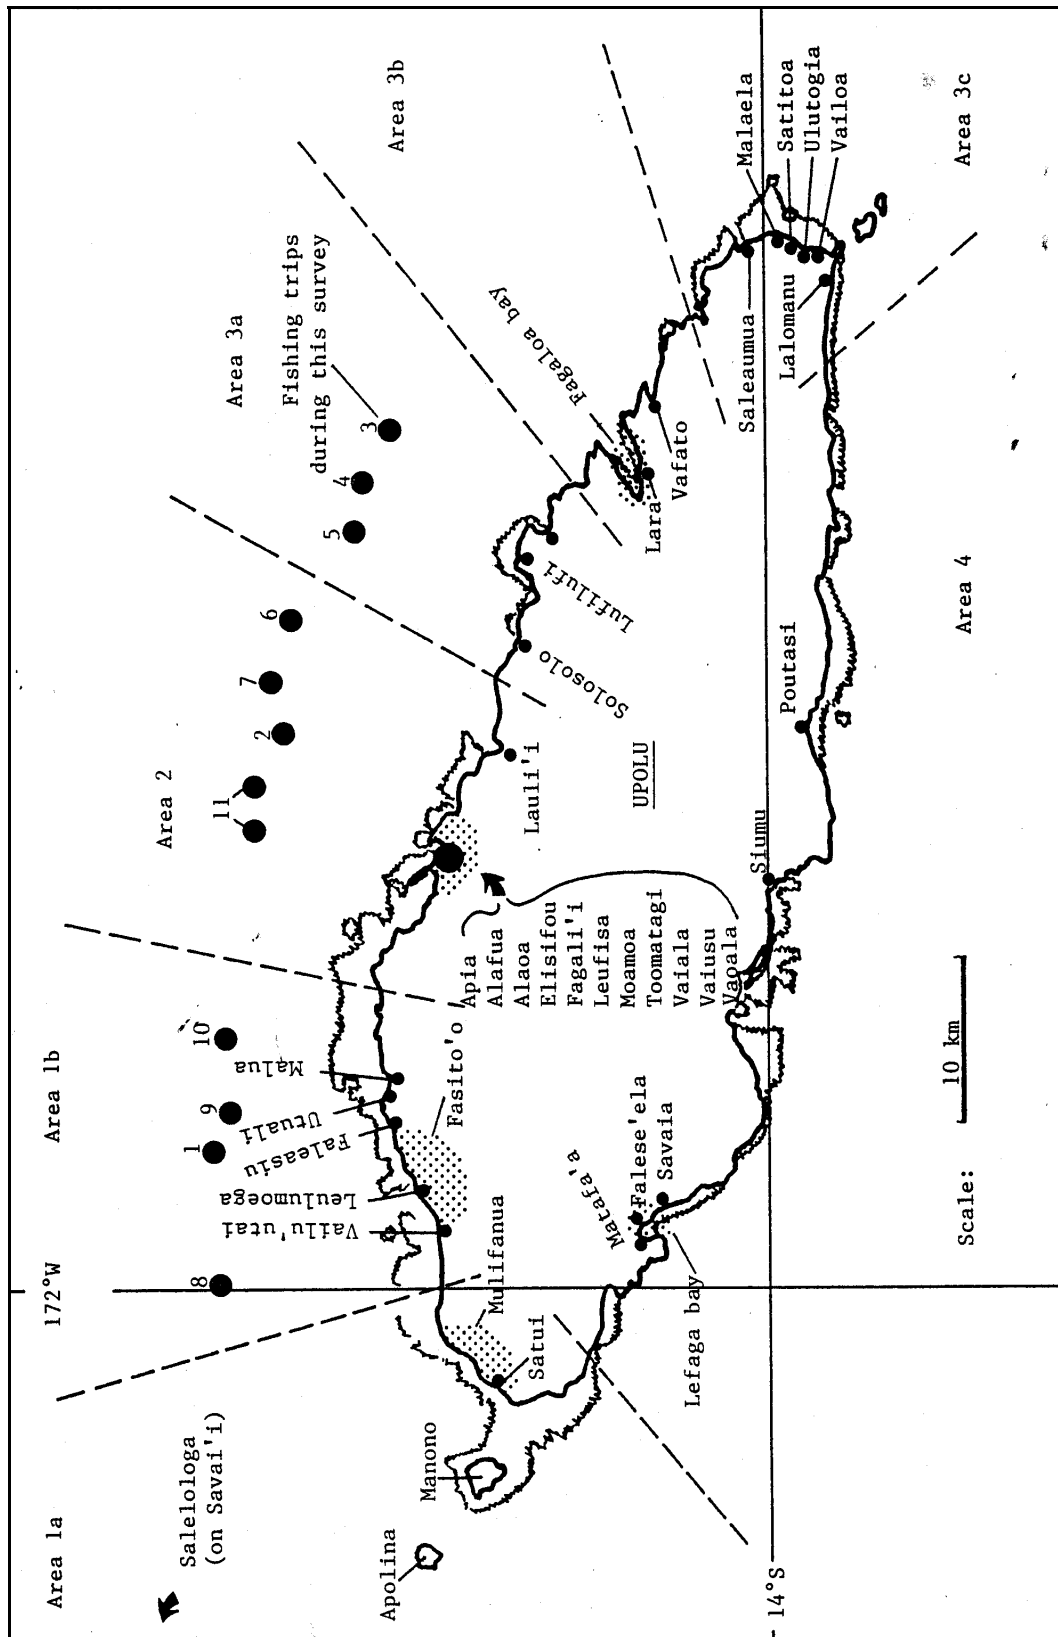 Area 1a
Salelologa
(on Savai'i)
Apolina
Manono
172°W
Area 1b
8
1
9
10
Satui
Mulifanua
Vailu'utai
Leulumoega
Faleasiu
Utuali
Malua
Fasito'o
Area 2
11
2
7
6
Apia
Alafua
Alaoa
Elisifou
Fagali'i
Leufisa
Moamoa
Toomatagi
Vaiala
Vaiusu
Vaoala
Lauli'i
Solosolo
Lufilufi
UPOLU
Area 3a
Fishing trips
during this survey
5
4
3
Area 3b
Fagaloa bay
Lara
Vafato
Malaela
Satitoa
Ulutogia
Vailoa
Saleaumua
Lalomanu
Area 3c
Area 4
Poutasi
Siumu
Matafa'a
Falese'ela
Savaia
Lefaga bay
14°S
Scale:
10 km